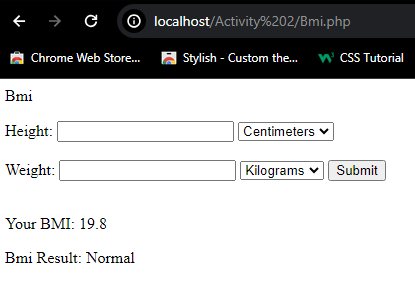 localhost/Activity%202/Bmi.php
Chrome Web Store... Stylish - Custom the... CSS Tutorial
Bmi
Height: Centimeters
Weight: Kilograms Submit
Your BMI: 19.8
Bmi Result: Normal